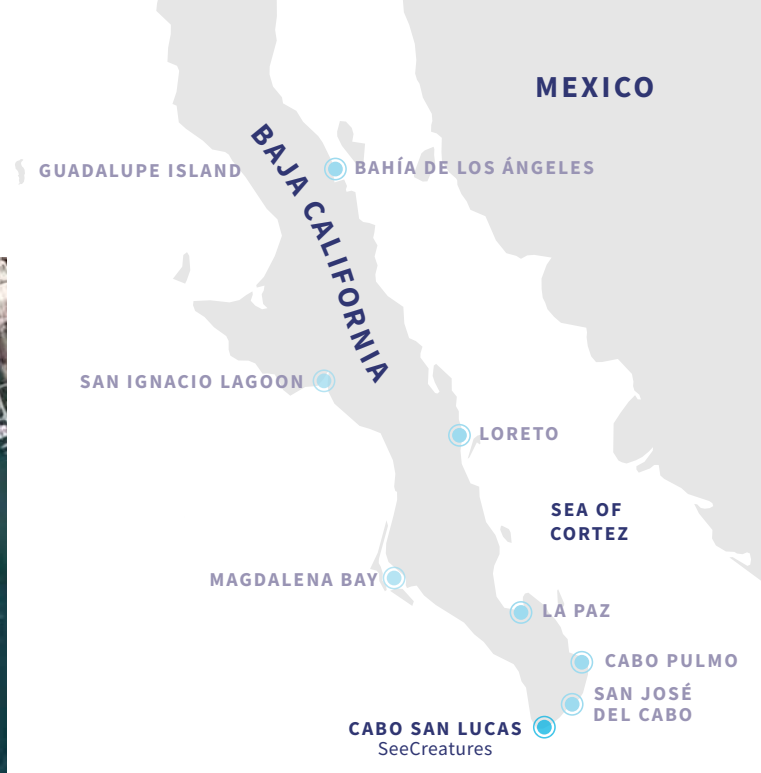 MEXICO
BAJA CALIFORNIA
GUADALUPE ISLAND
BAHÍA DE LOS ÁNGELES
SAN IGNACIO LAGOON
LORETO
SEA OF
CORTEZ
MAGDALENA BAY
LA PAZ
CABO PULMO
SAN JOSÉ
DEL CABO
CABO SAN LUCAS
SeeCreatures